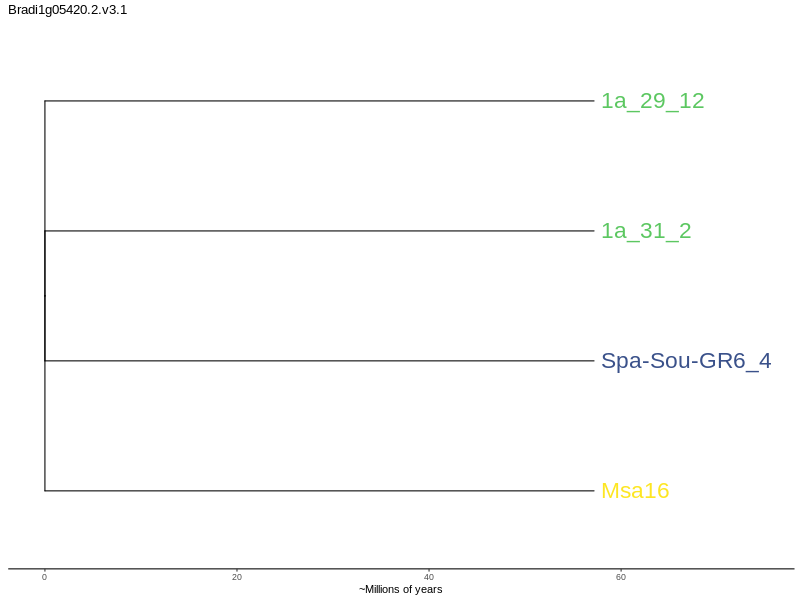 Bradi1g05420.2.v3.1
1a_29_12
1a_31_2
Spa-Sou-GR6_4
Msa16
0 20 40 60
~Millions of years